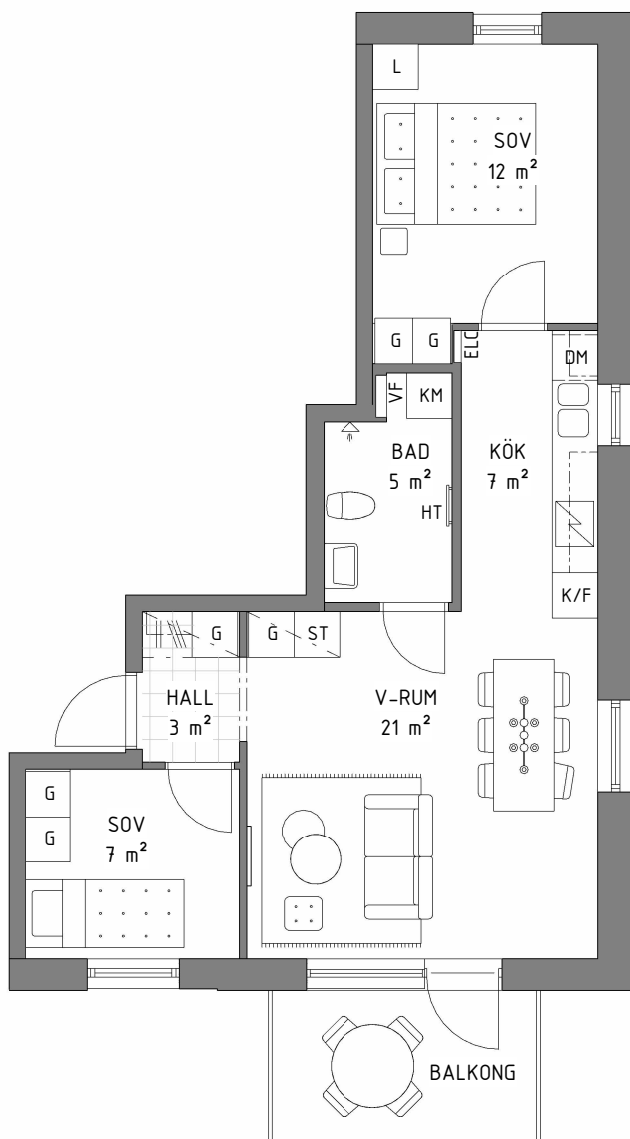 L
SOV
12 m²
G
G
ELC
DM
VF
KM
BAD
5 m²
KÖK
7 m²
HT
K/F
G
G
ST
HALL
3 m²
V-RUM
21 m²
G
G
SOV
7 m²
BALKONG